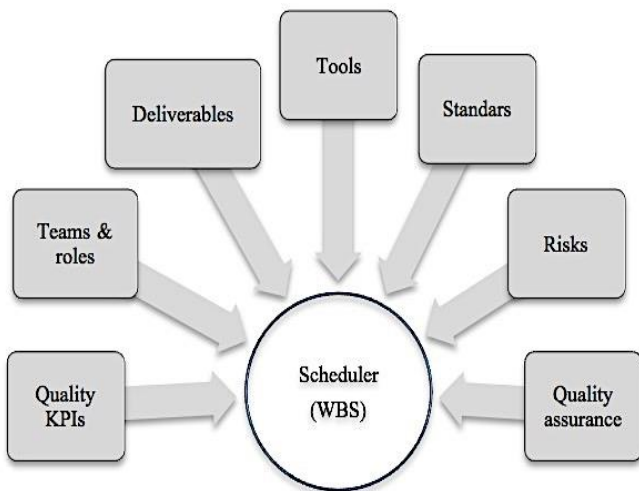 Tools
Deliverables
Standars
Teams &
roles
Risks
Scheduler
(WBS)
Quality
KPIs
Quality
assurance